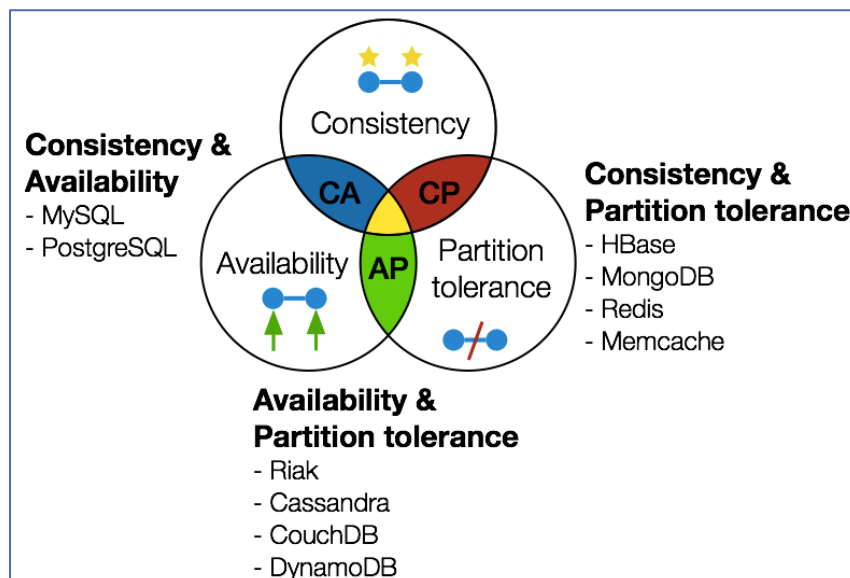 Consistency
Consistency &
Availability
- MySQL
- PostgreSQL
CA
CP
Consistency &
Partition tolerance
- HBase
- MongoDB
- Redis
- Memcache
Availability
AP
Partition
tolerance
Availability &
Partition tolerance
- Riak
- Cassandra
- CouchDB
- DynamoDB